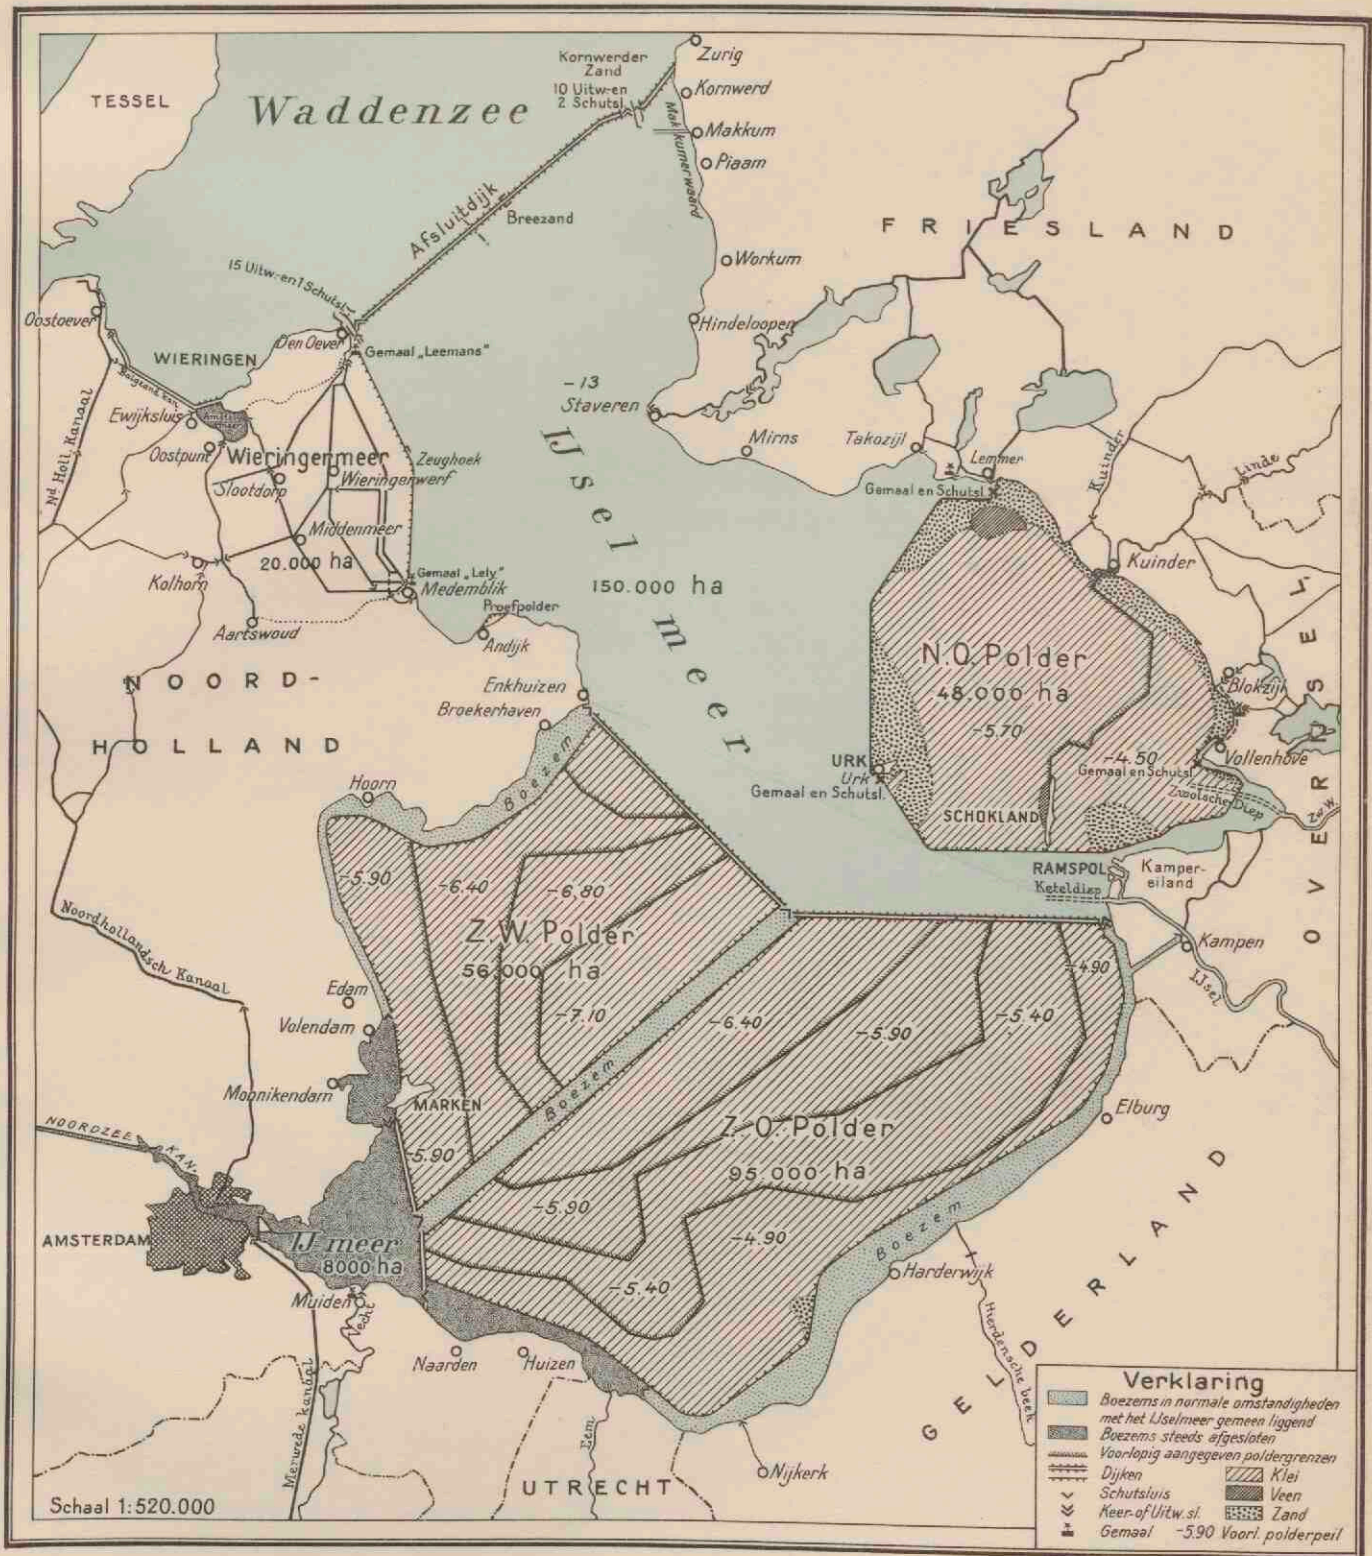 TESSEL
Waddenzee
Kornwerder
Zand
10 Uitw-en
2 Schutsl.
Zurig
Kornwerd
Makkum
Makkumerwaard
Piaam
Afsluitdijk
Breezand
FRIESLAND
Workum
15 Uitw.-en 1 Schutsl.
Oostoever
Den Oever
Gemaal „Leemans"
Hindeloopen
WIERINGEN
Nd. Holl. Kanaal
Ewijksluis
Oostpunt
Wieringermeer
Wieringerwerf
Slootdorp
Zeughoek
Middenmeer
20.000 ha
Kolhorn
Gemaal „Lely"
Medemblik
Aartswoud
Proefpolder
Andijk
-13
Staveren
Mirns
Takozijl
Lemmer
Gemaal en Schutsl.
Kuinder
Linde
Kuinder
IJselmeer
150.000 ha
N.O. Polder
48.000 ha
-5.70
-4.50
Gemaal en Schutsl.
Blokzijl
Vollenhove
Zwolsche Diep
Zw. W.
OVERIJSEL
URK
Urk
Gemaal en Schutsl.
SCHOKLAND
RAMSPOL
Keteldiep
Kamper-
eiland
Kampen
IJsel
NOORD-
HOLLAND
Enkhuizen
Broekerhaven
Boezem
Hoorn
-5.90
-6.40
-6.80
Z.W. Polder
56.000 ha
-7.10
-5.90
Noordhollandsch Kanaal
Edam
Volendam
Moonikendam
MARKEN
Boezem
-6.40
-5.90
-5.40
-4.90
Z.O. Polder
95.000 ha
-5.90
-4.90
-5.40
Elburg
Boezem
Harderwijk
Hierdensche beek
GELDERLAND
NOORDZEE KAN.
AMSTERDAM
IJ-meer
8000 ha
Muiden
Vecht
Merwede kanaal
Naarden
Huizen
Eem
UTRECHT
Nijkerk
Schaal 1:520.000
Verklaring
Boezems in normale omstandigheden
met het IJselmeer gemeen liggend
Boezems steeds afgesloten
Voorlopig aangegeven poldergrenzen
Dijken
Klei
Schutsluis
Veen
Keer-of Uitw. sl.
Zand
Gemaal
-5.90 Voorl. polderpeil